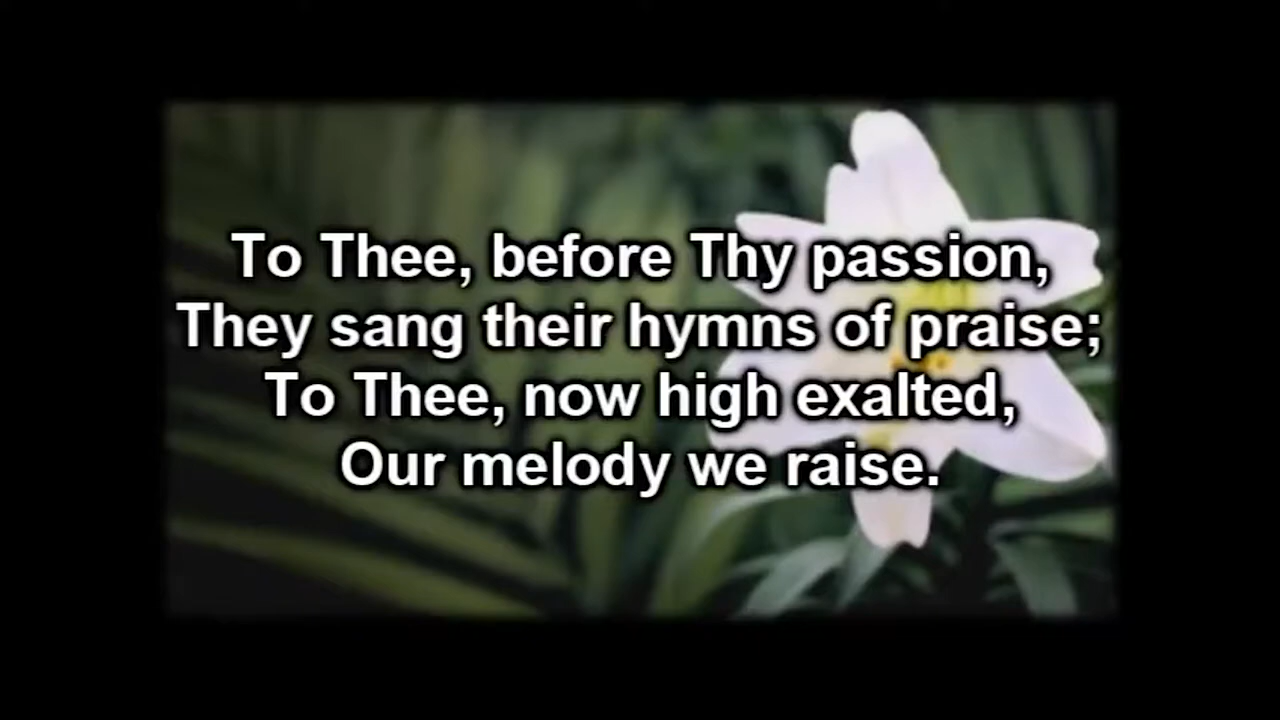 To Thee, before Thy passion,
They sang their hymns of praise;
To Thee, now high exalted,
Our melody we raise.